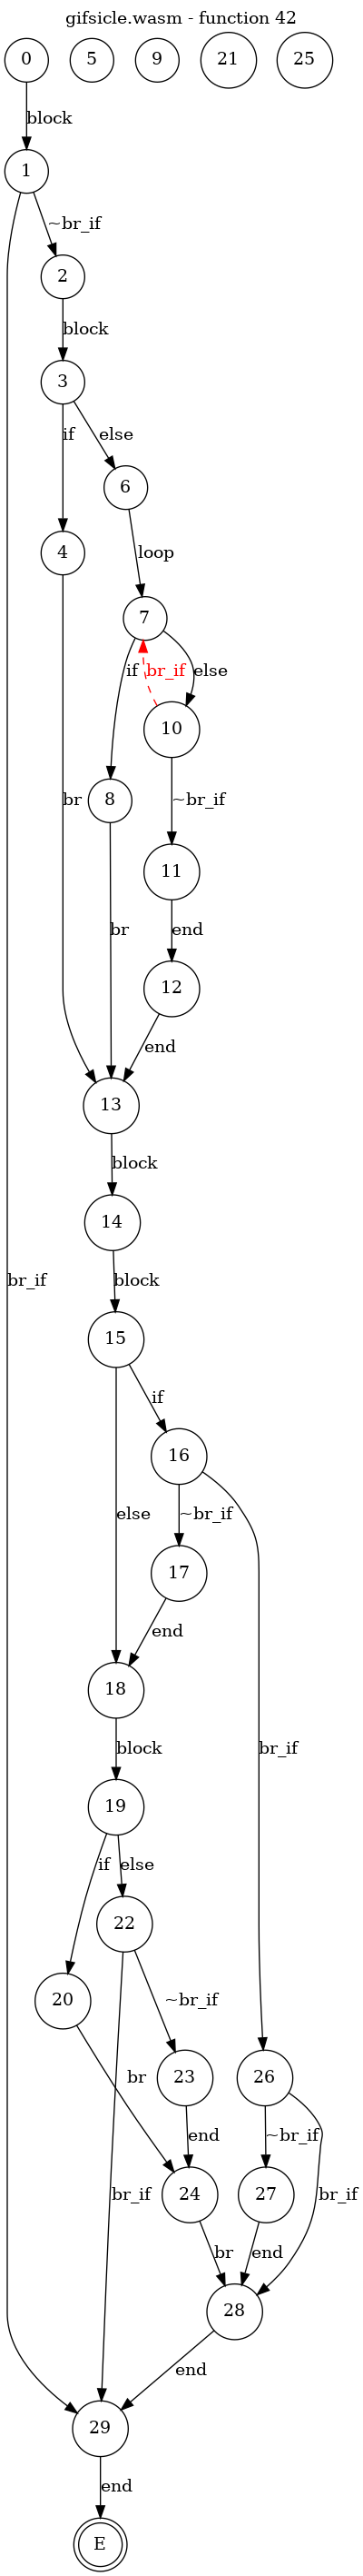 gifsicle.wasm - function 42
0 5 9 21 25
block
1
~br_if
2
block
3
if else
6
4
loop
7
if br_if else
10
8
br ~br_if
11
br end
12
end
13
block
14
br_if block
15
if
16
else ~br_if
17
end
18
block br_if
19
if else
22
20
~br_if
23 26
br ~br_if
end
24 27
br_if br_if
br end
28
end
29
end
E